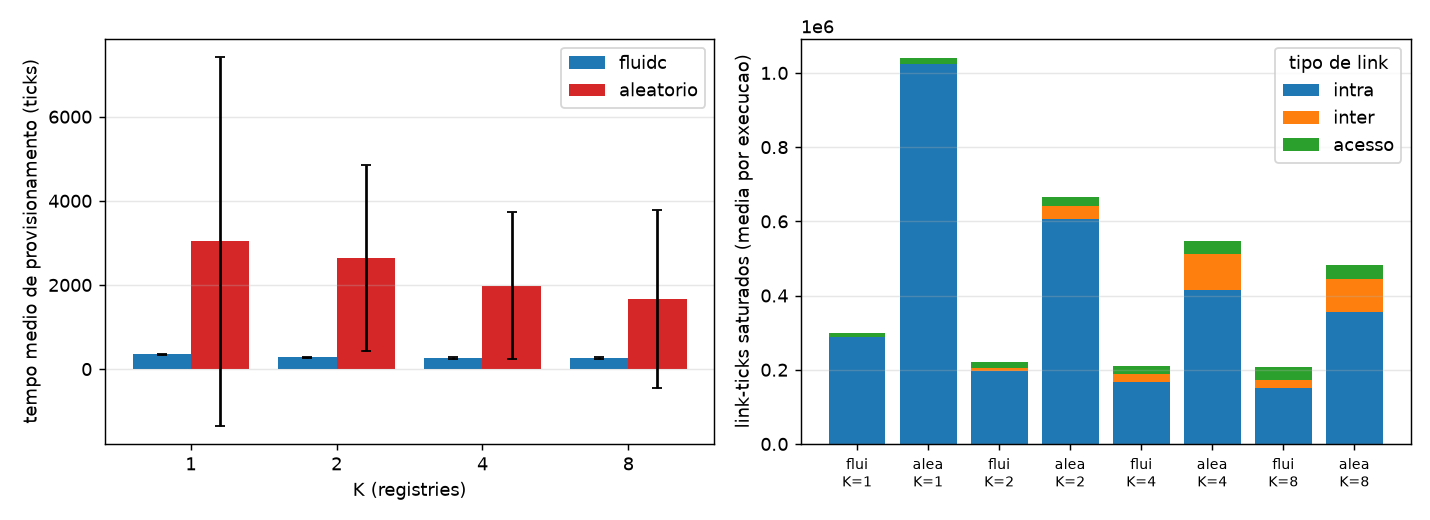 tempo medio de provisionamento (ticks)
6000
4000
2000
0
fluidc
aleatorio
1
2
4
8
K (registries)
1e6
link-ticks saturados (media por execucao)
1.0
0.8
0.6
0.4
0.2
0.0
tipo de link
intra
inter
acesso
flui
K=1
alea
K=1
flui
K=2
alea
K=2
flui
K=4
alea
K=4
flui
K=8
alea
K=8